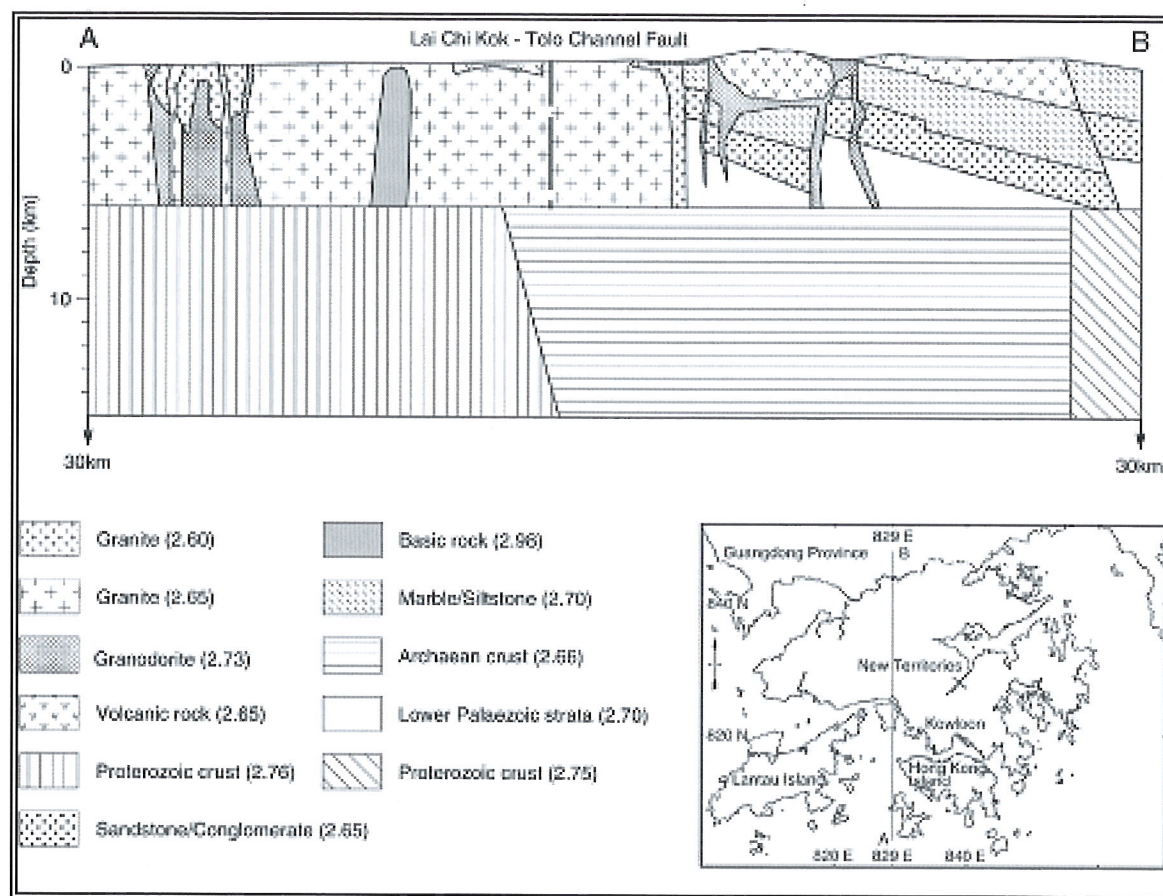 A
Lai Chi Kok - Tolo Channel Fault
B
0
Depth (km)
10
30km
30km
Granite (2.60)
Granite (2.65)
Granodiorite (2.73)
Volcanic rock (2.65)
Proterozoic crust (2.76)
Sandstone/Conglomerate (2.65)
Basic rock (2.96)
Marble/Siltstone (2.70)
Archaean crust (2.66)
Lower Palaezoic strata (2.70)
Proterozoic crust (2.75)
829 E
Guangdong Province
B
840 N
New Territories
820 N
Kowloon
Lantau Island
Hong Kong
Island
A
820 E
829 E
840 E